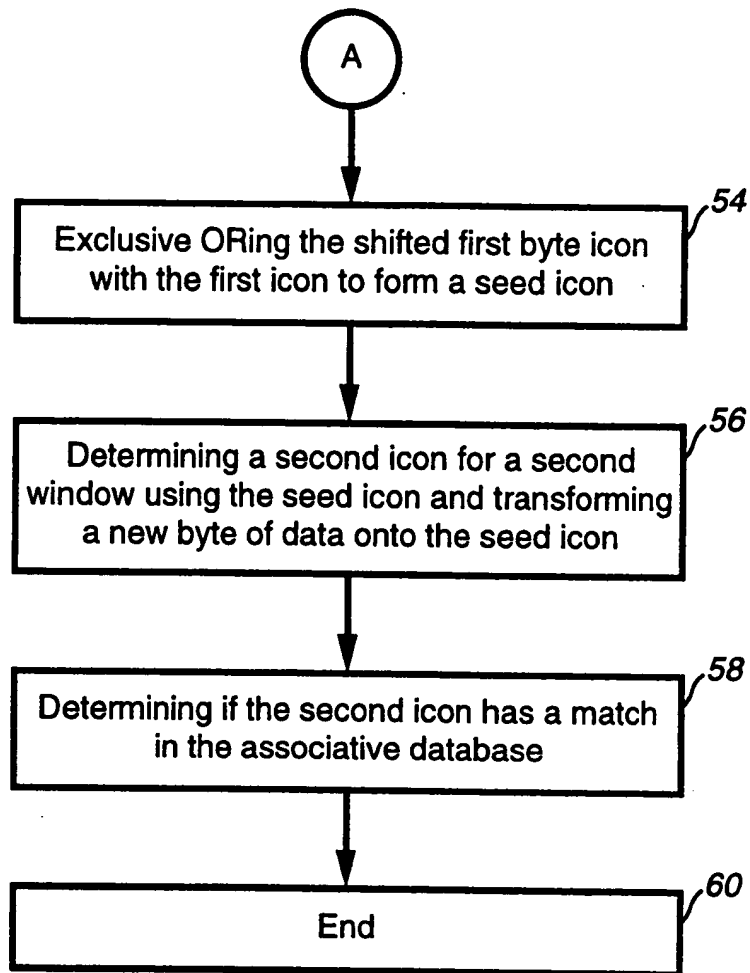 A
54
Exclusive ORing the shifted first byte icon
with the first icon to form a seed icon
56
Determining a second icon for a second
window using the seed icon and transforming
a new byte of data onto the seed icon
58
Determining if the second icon has a match
in the associative database
60
End